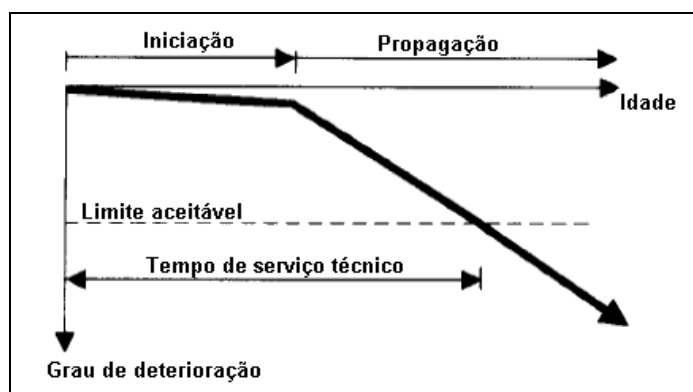 Iniciação
Propagação
Idade
Limite aceitável
Tempo de serviço técnico
Grau de deterioração